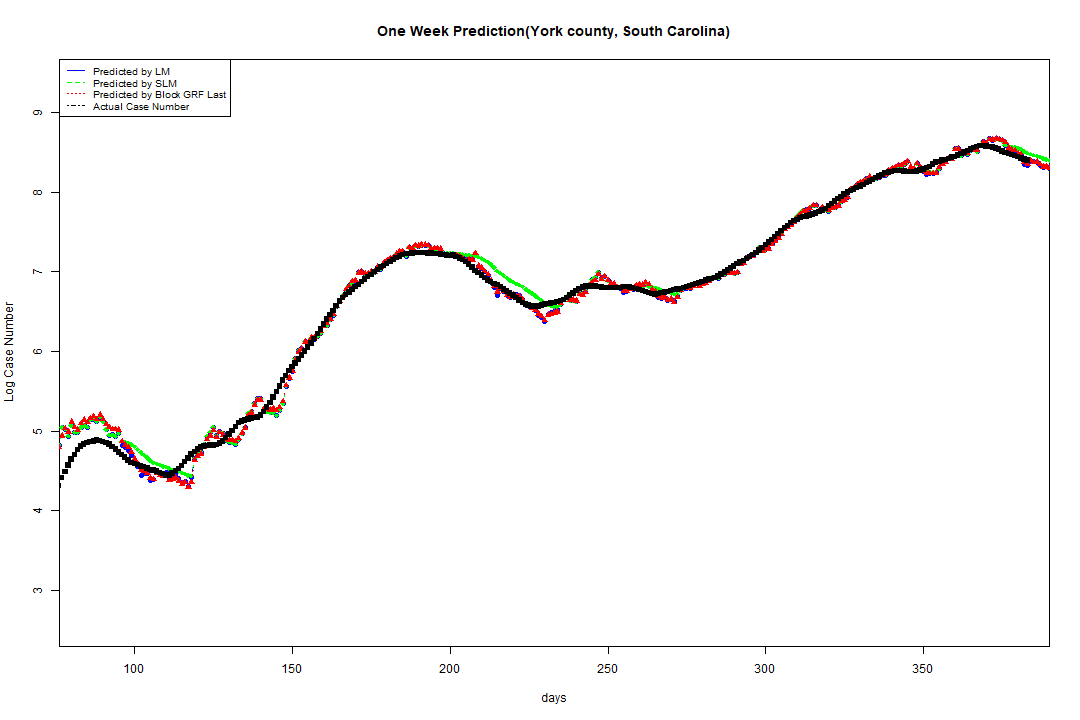 One Week Prediction(York county, South Carolina)
Predicted by LM
Predicted by SLM
Predicted by Block GRF Last
Actual Case Number
Log Case Number
9
8
7
6
5
4
3
100 150 200 250 300 350
days